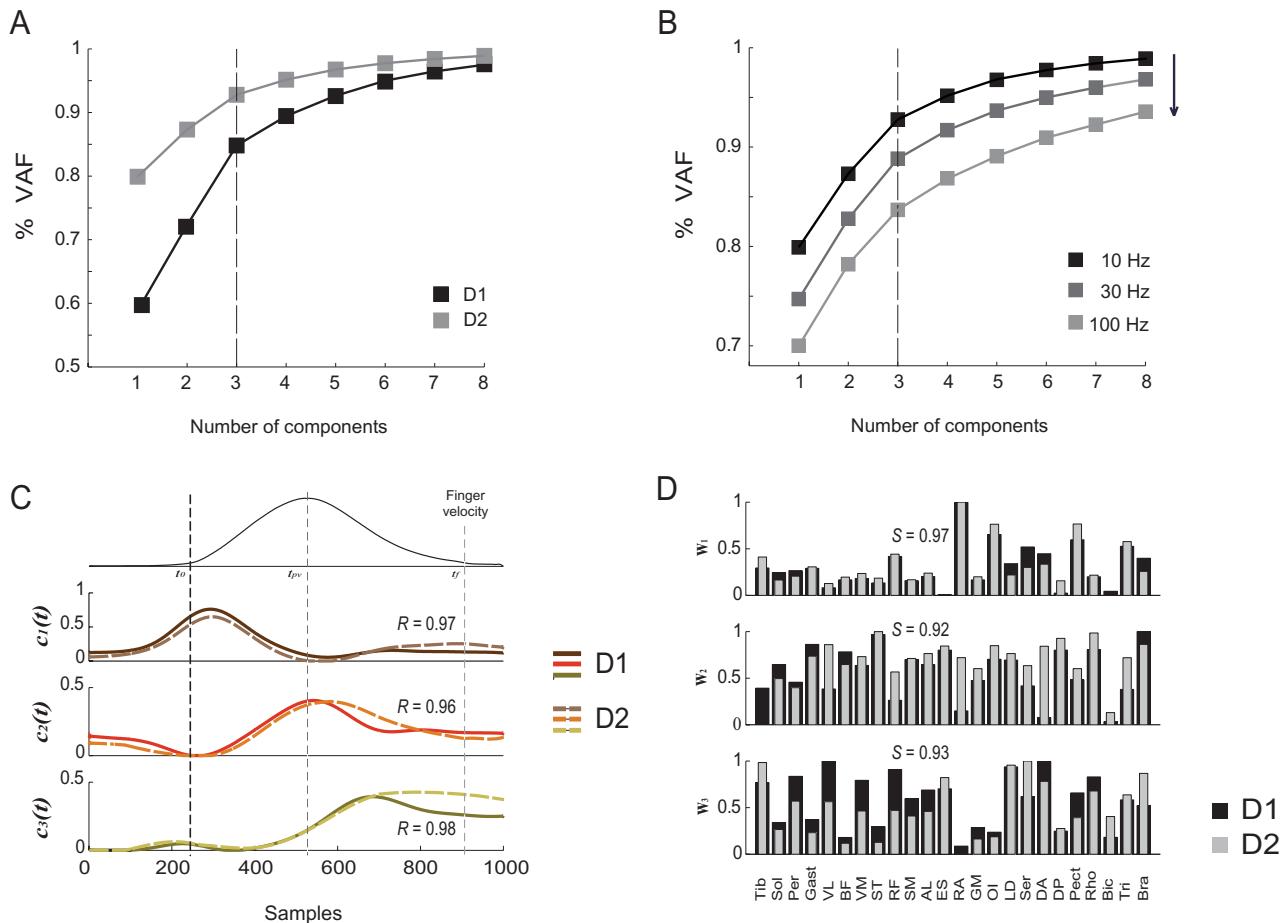 A
% VAF
1
0.9
0.8
0.7
0.6
0.5
1 2 3 4 5 6 7 8
Number of components
D1
D2
B
% VAF
1
0.9
0.8
0.7
1 2 3 4 5 6 7 8
Number of components
10 Hz
30 Hz
100 Hz
C
Finger
velocity
t0 tpv tf
c1(t)
1
0.5
0
R = 0.97
c2(t)
0.5
0
R = 0.96
c3(t)
0.5
0
R = 0.98
0 200 400 600 800 1000
Samples
D1
D2
D
W1
1
0.5
0
S = 0.97
W2
1
0.5
0
S = 0.92
W3
1
0.5
0
S = 0.93
Tib Sol Per Gast VL BF VM ST RF SM AL ES RA GM OI LD Ser DA DP Pect Rho Bic Tri Bra
D1
D2